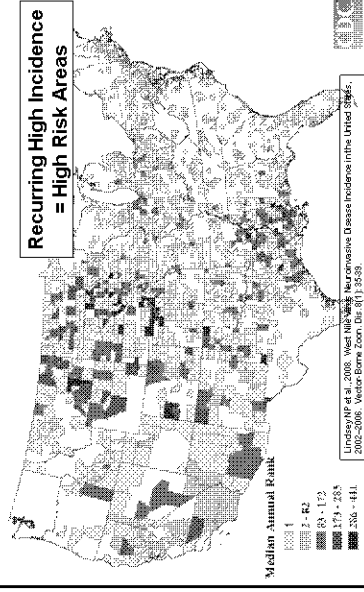 Recurring High Incidence
= High Risk Areas
Median Annual Rank
1
2 - 82
83 - 172
173 - 285
286 - 441
Lindsey NP et al., 2008. West Nile Virus Neuroinvasive Disease Incidence in the United States,
2002-2006. Vector-Borne Zoon. Dis. 8(1): 35-39.
CDC